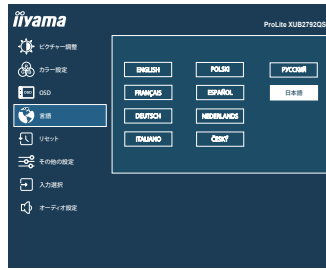 iiyama
ProLite XUB2792QS
ピクチャー調整
カラー設定
OSD OSD
言語
リセット
その他の設定
入力選択
オーディオ設定
ENGLISH POLSKI РУССКИЙ
FRANÇAIS ESPAÑOL 日本語
DEUTSCH NEDERLANDS
ITALIANO ČESKÝ